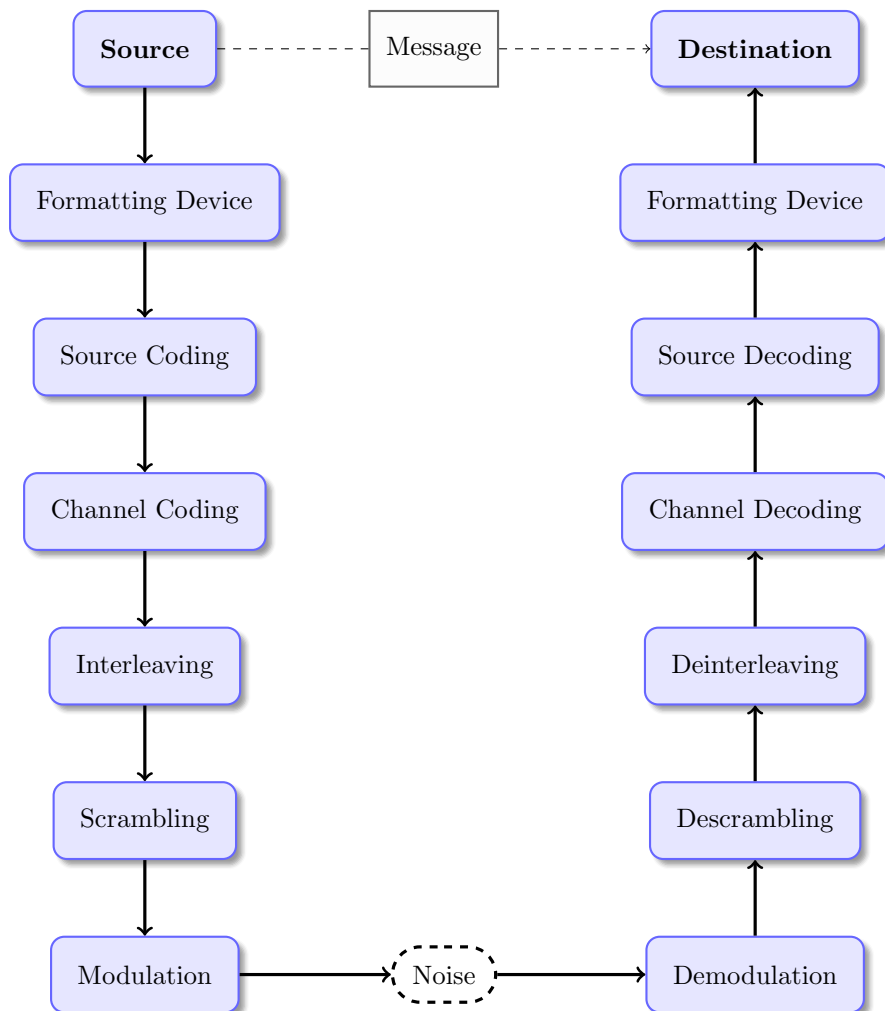 Source
Message
Destination
Formatting Device
Formatting Device
Source Coding
Source Decoding
Channel Coding
Channel Decoding
Interleaving
Deinterleaving
Scrambling
Descrambling
Modulation
Noise
Demodulation